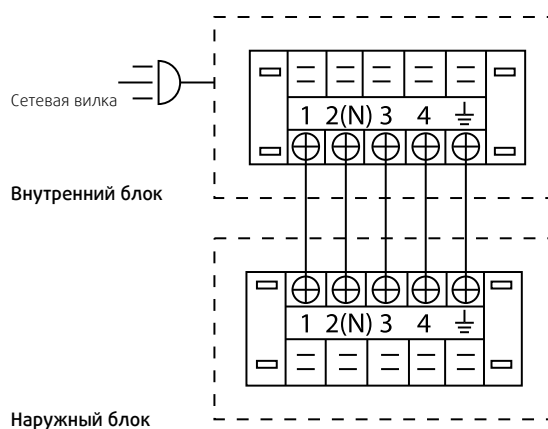 Сетевая вилка
1 2(N) 3 4
Внутренний блок
1 2(N) 3 4
Наружный блок